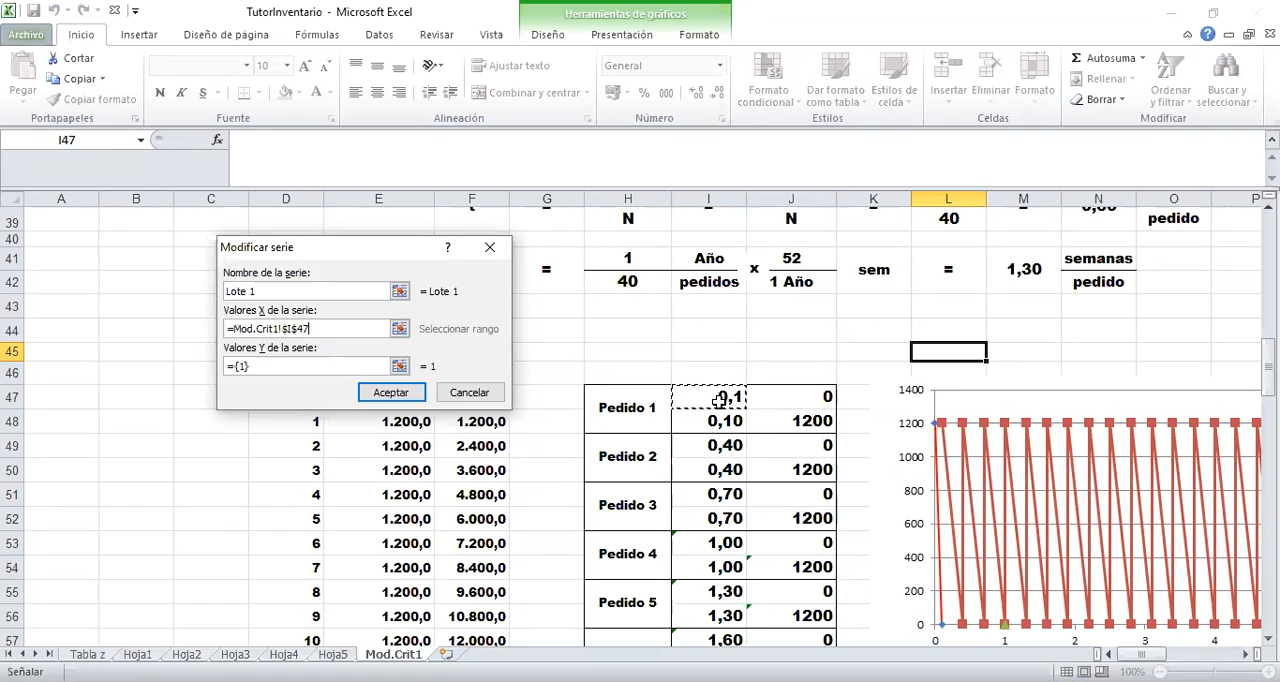 TutorInventario - Microsoft Excel
Herramientas de gráficos
Archivo Inicio Insertar Diseño de página Fórmulas Datos Revisar Vista Diseño Presentación Formato
Pegar
Cortar
Copiar
Copiar formato
Portapapeles
10
N K S
Fuente
Ajustar texto
Combinar y centrar
Alineación
General
% 000
Número
Formato condicional
Dar formato como tabla
Estilos de celda
Estilos
Insertar Eliminar Formato
Celdas
Autosuma
Rellenar
Borrar
Ordenar y filtrar
Buscar y seleccionar
Modificar
I47 fx
A B C D E F G H I J K L M N O P
39 N N 40 pedido
40
41 1 Año 52 semanas
= x sem = 1,30
42 40 pedidos 1 Año pedido
43
44
45
46
47 Pedido 1 0,1 0
48 1 1.200,0 1.200,0 0,10 1200
49 2 1.200,0 2.400,0 Pedido 2 0,40 0
50 3 1.200,0 3.600,0 0,40 1200
51 4 1.200,0 4.800,0 Pedido 3 0,70 0
52 5 1.200,0 6.000,0 0,70 1200
53 6 1.200,0 7.200,0 Pedido 4 1,00 0
54 7 1.200,0 8.400,0 1,00 1200
55 8 1.200,0 9.600,0 Pedido 5 1,30 0
56 9 1.200,0 10.800,0 1,30 1200
57 10 1.200,0 12.000,0 1,60 0
Modificar serie ?
Nombre de la serie:
Lote 1 = Lote 1
Valores X de la serie:
=Mod.Crit1!$I$47 Seleccionar rango
Valores Y de la serie:
={1} = 1
Aceptar Cancelar
1400
1200
1000
800
600
400
200
0
0 1 2 3 4
Tabla z Hoja1 Hoja2 Hoja3 Hoja4 Hoja5 Mod.Crit1
Señalar 100%